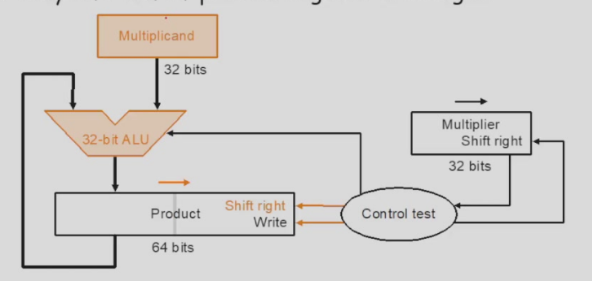 Multiplicand
32 bits
32-bit ALU
Multiplier
Shift right
32 bits
Product
Shift right
Write
Control test
64 bits